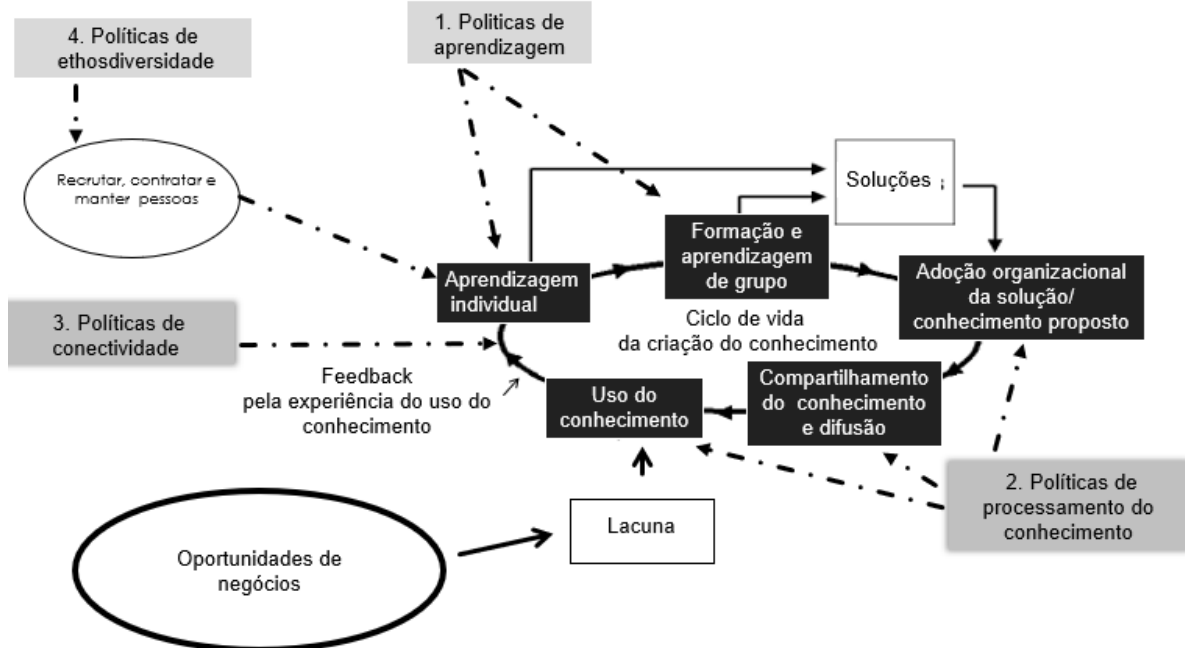 4. Políticas de
ethosdiversidade
1. Politicas de
aprendizagem
Recrutar, contratar e
manter pessoas
Soluções ;
Formação e
aprendizagem
de grupo
Aprendizagem
individual
Adoção organizacional
da solução/
conhecimento proposto
3. Políticas de
conectividade
Ciclo de vida
da criação do conhecimento
Feedback
pela experiência do uso do
conhecimento
Uso do
conhecimento
Compartilhamento
do conhecimento
e difusão
2. Políticas de
processamento do
conhecimento
Lacuna
Oportunidades de
negócios